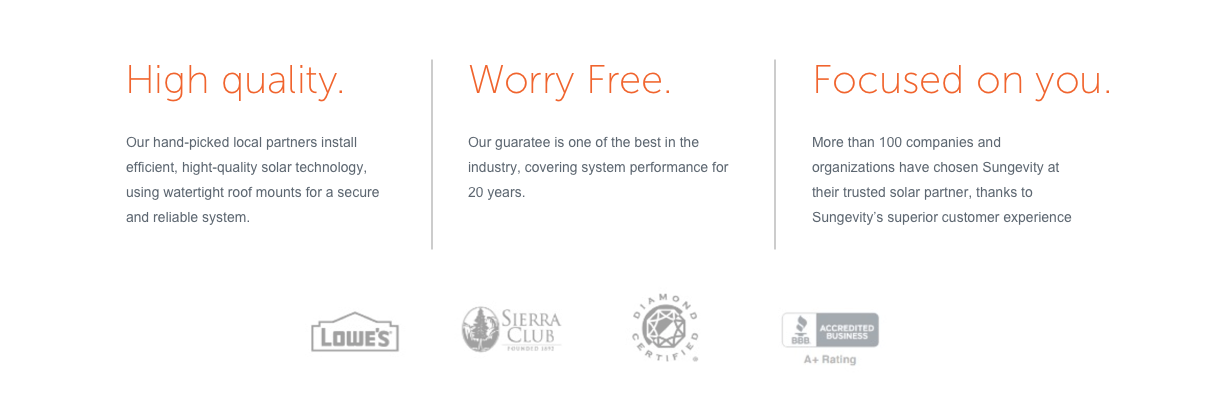 High quality.
Our hand-picked local partners install
efficient, hight-quality solar technology,
using watertight roof mounts for a secure
and reliable system.
Worry Free.
Our guaratee is one of the best in the
industry, covering system performance for
20 years.
Focused on you.
More than 100 companies and
organizations have chosen Sungevity at
their trusted solar partner, thanks to
Sungevity's superior customer experience
LOWE'S
SIERRA
CLUB
FOUNDED 1892
DIAMOND
CERTIFIED
®
BBB.
ACCREDITED
BUSINESS
A+ Rating